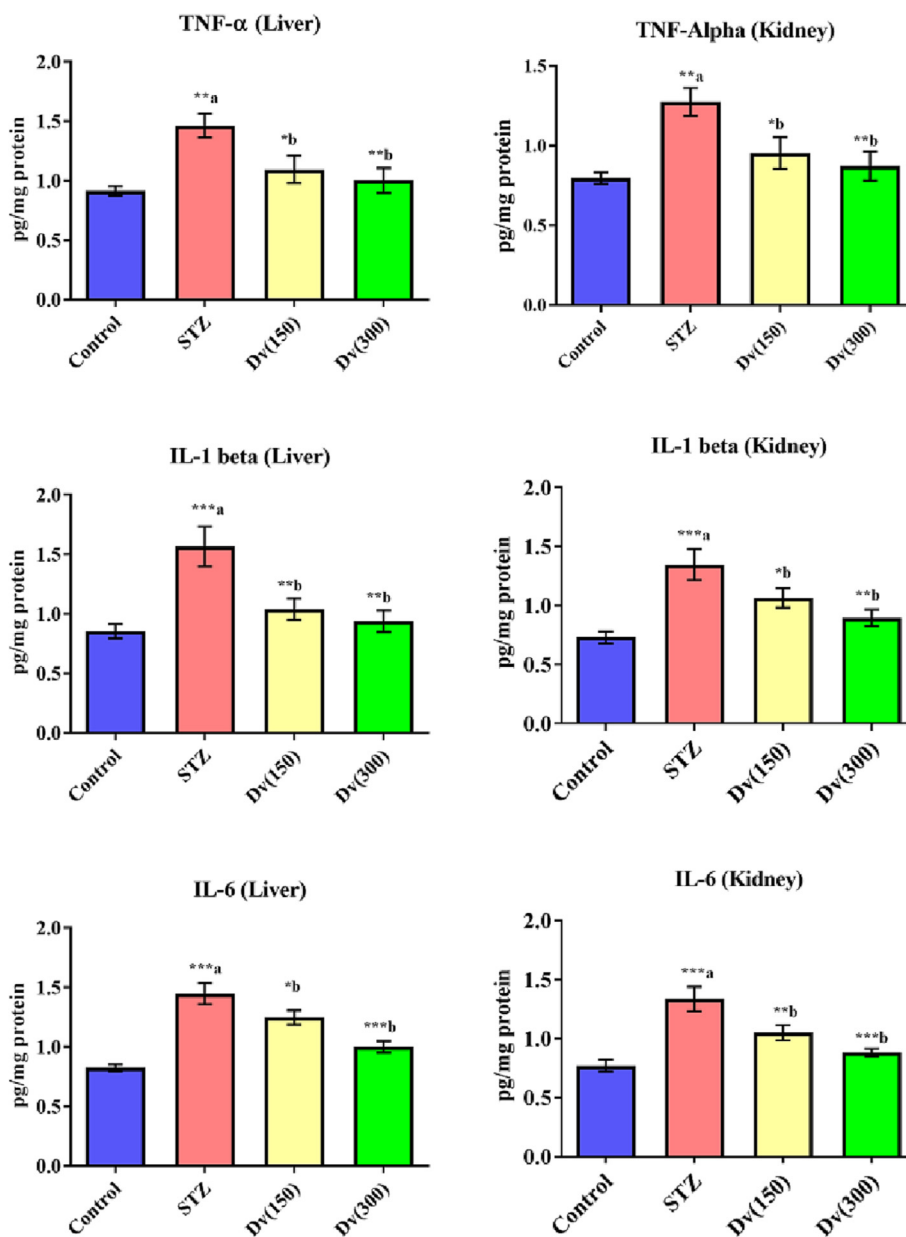 TNF-α (Liver)
pg/mg protein
2.0
1.5
1.0
0.5
0.0
**a
*b
**b
Control
STZ
Dv(150)
Dv(300)
TNF-Alpha (Kidney)
pg/mg protein
1.5
1.0
0.5
0.0
**a
*b
**b
Control
STZ
Dv(150)
Dv(300)
IL-1 beta (Liver)
pg/mg protein
2.0
1.5
1.0
0.5
0.0
***a
**b
**b
Control
STZ
Dv(150)
Dv(300)
IL-1 beta (Kidney)
pg/mg protein
2.0
1.5
1.0
0.5
0.0
***a
*b
**b
Control
STZ
Dv(150)
Dv(300)
IL-6 (Liver)
pg/mg protein
2.0
1.5
1.0
0.5
0.0
***a
*b
***b
Control
STZ
Dv(150)
Dv(300)
IL-6 (Kidney)
pg/mg protein
2.0
1.5
1.0
0.5
0.0
***a
**b
***b
Control
STZ
Dv(150)
Dv(300)